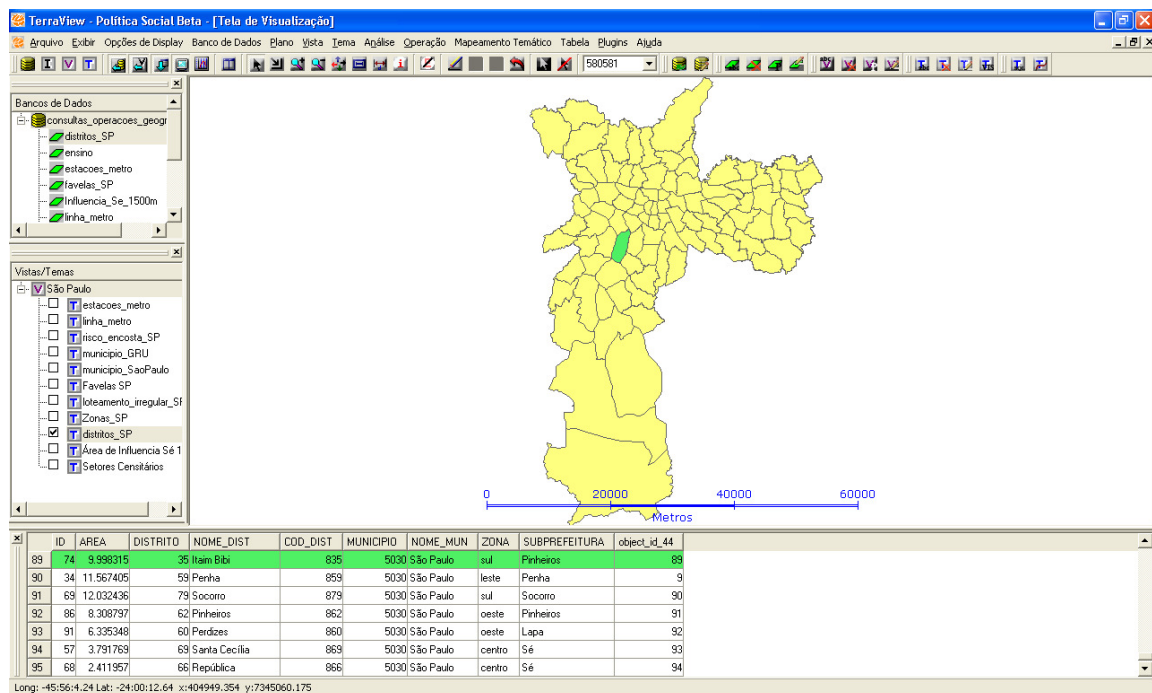 TerraView - Política Social Beta - [Tela de Visualização]
Arquivo Exibir Opções de Display Banco de Dados Plano Vista Tema Análise Operação Mapeamento Temático Tabela Plugins Ajuda
580581
Bancos de Dados
consultas_operacoes_geogr
distritos_SP
ensino
estacoes_metro
favelas_SP
Influencia_Se_1500m
linha_metro
Vistas/Temas
São Paulo
estacoes_metro
linha_metro
risco_encosta_SP
municipio_GRU
municipio_SaoPaulo
Favelas SP
loteamento_irregular_SF
Zonas_SP
distritos_SP
Área de Influencia Sé 1
Setores Censitários
0 20000 40000 60000
Metros
ID AREA DISTRITO NOME_DIST COD_DIST MUNICIPIO NOME_MUN ZONA SUBPREFEITURA object_id_44
89 74 9.998315 35 Itaim Bibi 835 5030 São Paulo sul Pinheiros 89
90 34 11.567405 59 Penha 859 5030 São Paulo leste Penha 9
91 69 12.032436 79 Socorro 879 5030 São Paulo sul Socorro 90
92 86 8.308797 62 Pinheiros 862 5030 São Paulo oeste Pinheiros 91
93 91 6.335348 60 Perdizes 860 5030 São Paulo oeste Lapa 92
94 57 3.791769 69 Santa Cecília 869 5030 São Paulo centro Sé 93
95 68 2.411957 66 República 866 5030 São Paulo centro Sé 94
Long: -45:56:4.24 Lat: -24:00:12.64 x:404949.354 y:7345060.175